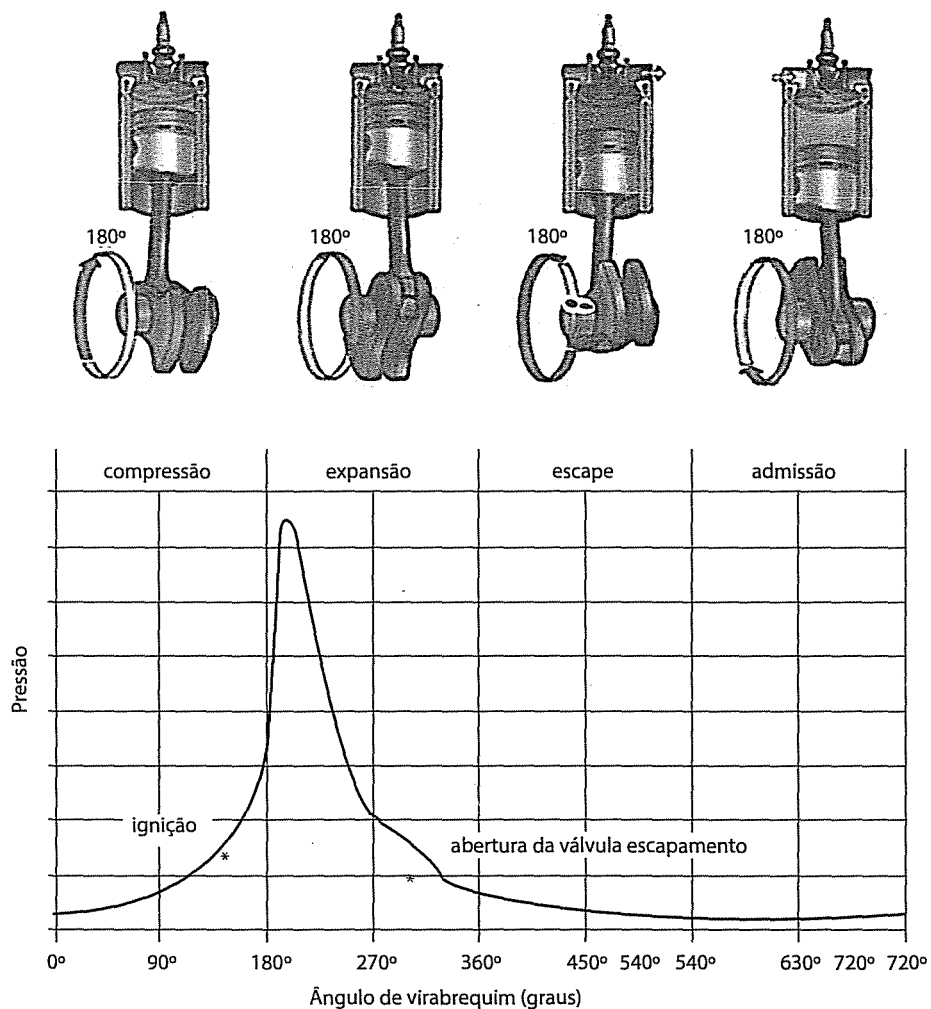 180º 180º 180º 180º
compressão expansão escape admissão
Pressão
ignição
*
abertura da válvula escapamento
*
0º 90º 180º 270º 360º 450º 540º 540º 630º 720º 720º
Ângulo de virabrequim (graus)